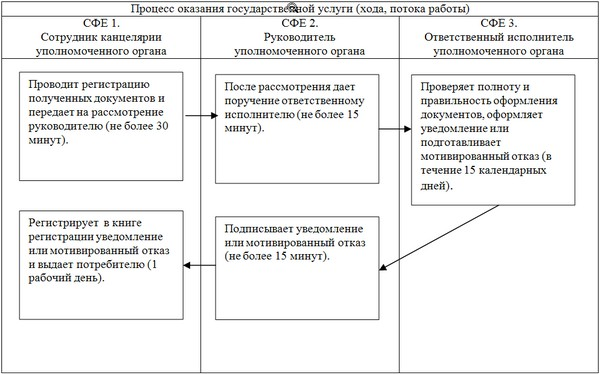 Процесс оказания государственной услуги (хода, потока работы)
СФЕ 1.
Сотрудник канцелярии
уполномоченного органа
СФЕ 2.
Руководитель
уполномоченного органа
СФЕ 3.
Ответственный исполнитель
уполномоченного органа
Проводит регистрацию
полученных документов и
передает на рассмотрение
руководителю (не более 30
минут).
После рассмотрения дает
поручение ответственному
исполнителю (не более 15
минут).
Проверяет полноту и
правильность оформления
документов, оформляет
уведомление или
подготавливает
мотивированный отказ (в
течение 15 календарных
дней).
Подписывает уведомление
или мотивированный отказ
(не более 15 минут).
Регистрирует в книге
регистрации уведомление
или мотивированный отказ
и выдает потребителю (1
рабочий день).